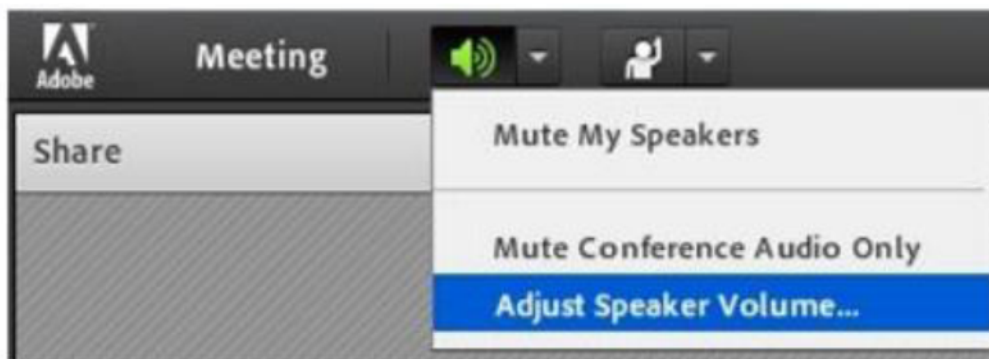 Adobe
Meeting
Mute My Speakers
Share
Mute Conference Audio Only
Adjust Speaker Volume...